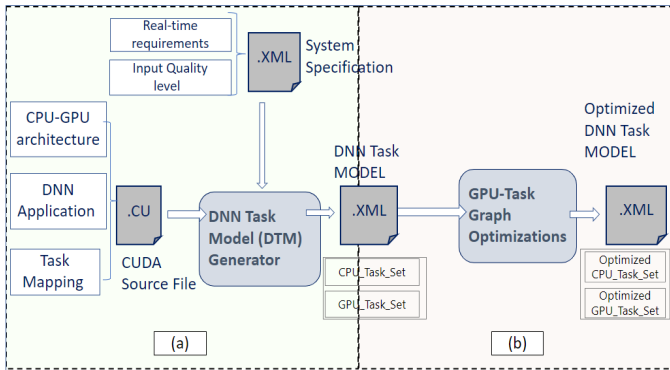 Real-time
requirements
Input Quality
level
.XML
System
Specification
CPU-GPU
architecture
DNN
Application
Task
Mapping
.CU
CUDA
Source File
DNN Task
Model (DTM)
Generator
DNN Task
MODEL
.XML
CPU_Task_Set
GPU_Task_Set
(a)
GPU-Task
Graph
Optimizations
Optimized
DNN Task
MODEL
.XML
Optimized
CPU_Task_Set
Optimized
GPU_Task_Set
(b)